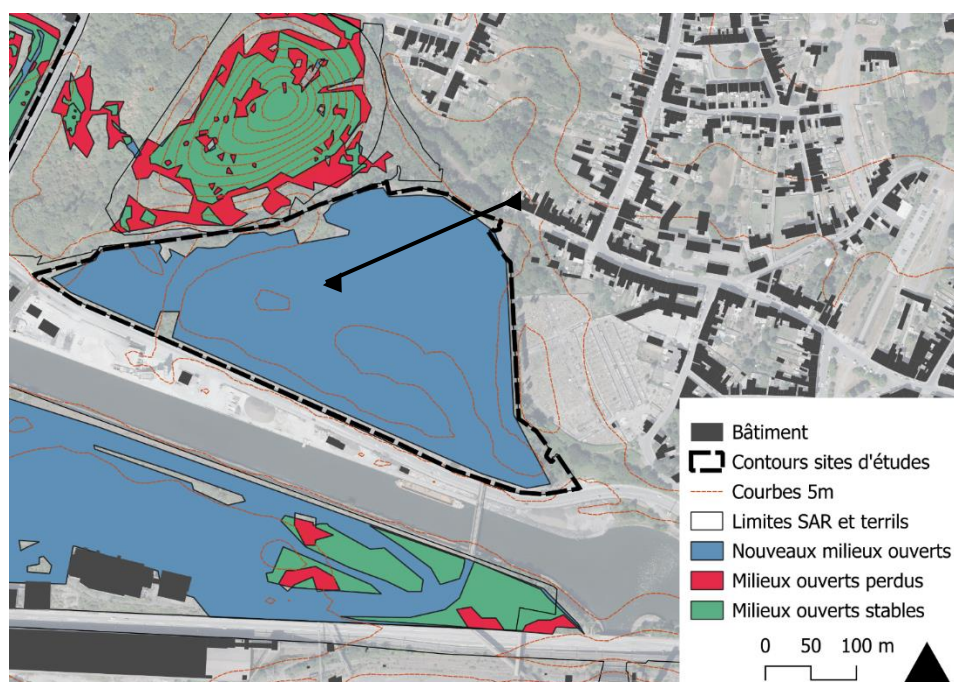 Bâtiment
Contours sites d'études
Courbes 5m
Limites SAR et terrils
Nouveaux milieux ouverts
Milieux ouverts perdus
Milieux ouverts stables
0 50 100 m